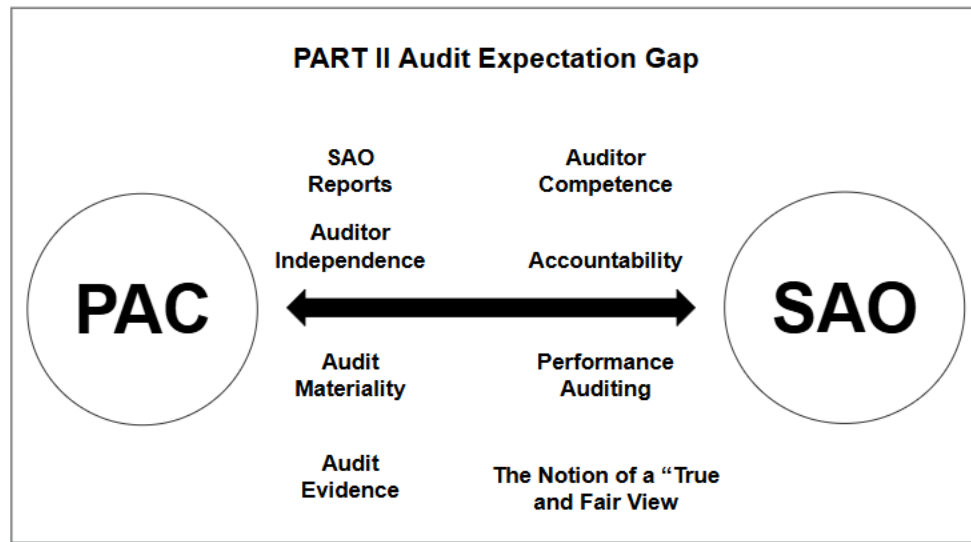 PART II Audit Expectation Gap
SAO
Reports
Auditor
Competence
Auditor
Independence
Accountability
PAC
SAO
Audit
Materiality
Performance
Auditing
Audit
Evidence
The Notion of a “True
and Fair View